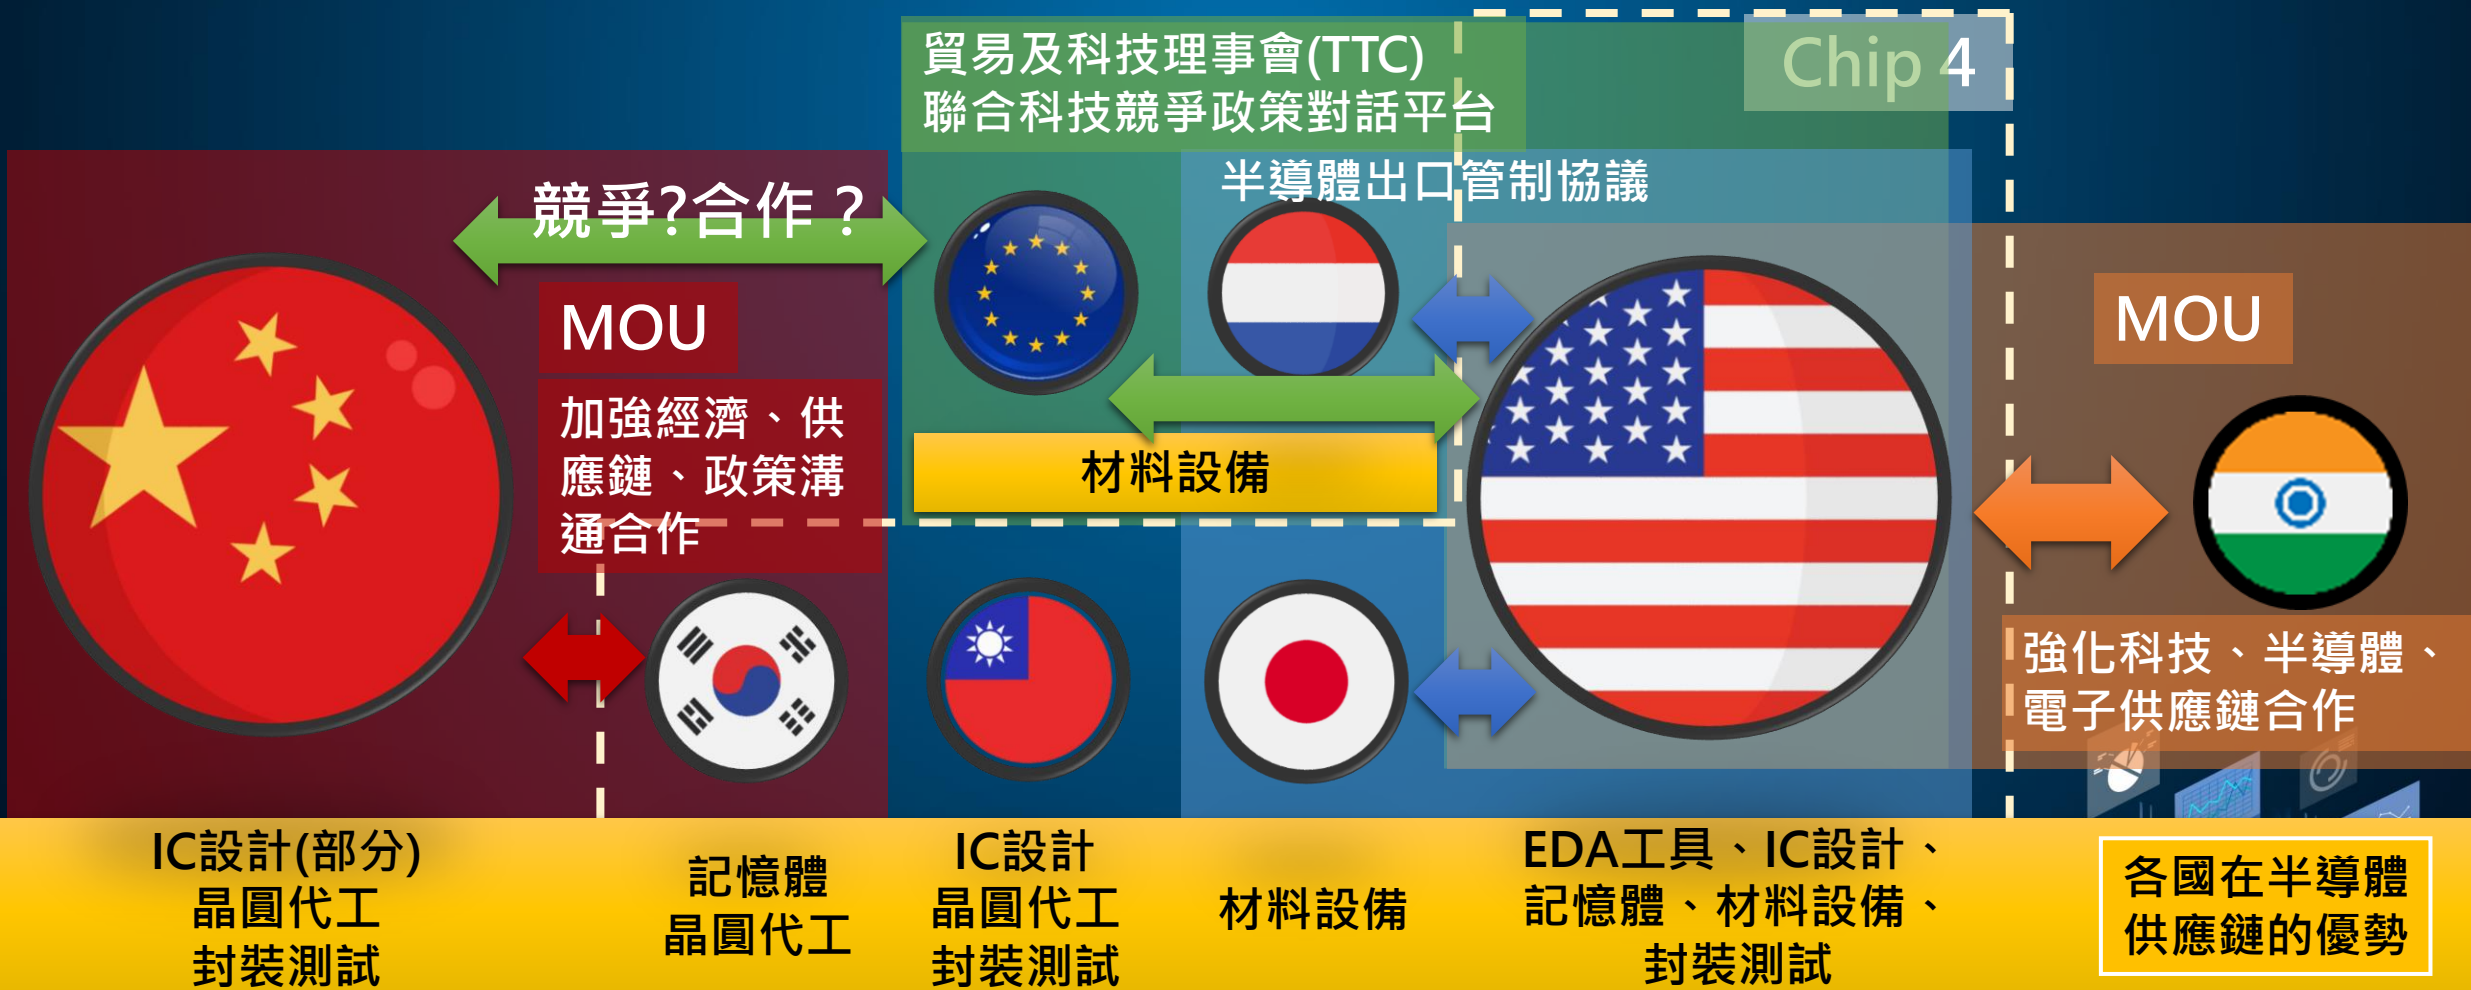 貿易及科技理事會(TTC)
聯合科技競爭政策對話平台
Chip 4
半導體出口管制協議
競爭?合作？
MOU
加強經濟、供
應鏈、政策溝
通合作
材料設備
MOU
強化科技、半導體、
電子供應鏈合作
IC設計(部分)
晶圓代工
封裝測試
記憶體
晶圓代工
IC設計
晶圓代工
封裝測試
材料設備
EDA工具、IC設計、
記憶體、材料設備、
封裝測試
各國在半導體
供應鏈的優勢